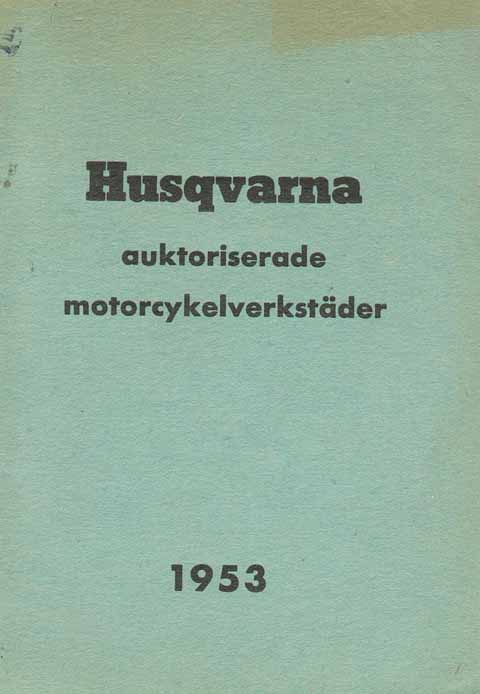 Husqvarna
auktoriserade
motorcykelverkstäder
1953